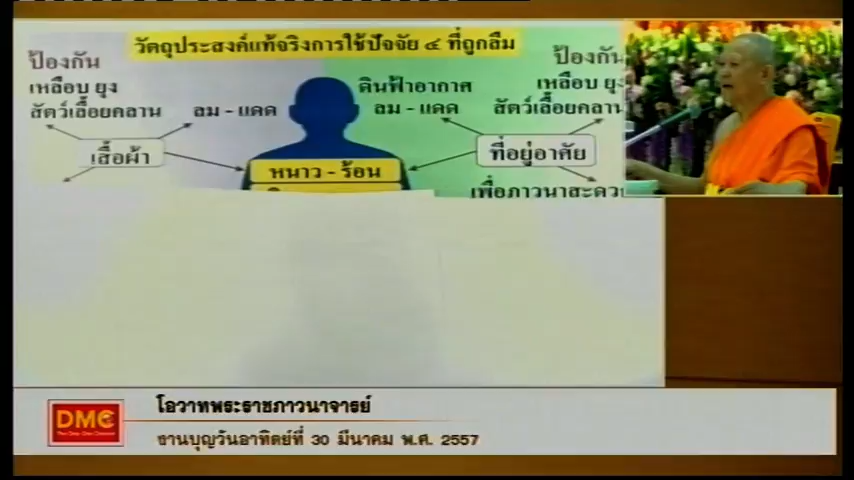 วัตถุประสงค์แท้จริงการใช้ปัจจัย ๔ ที่ถูกลืม
ป้องกัน
เหลือบ ยุง
สัตว์เลื้อยคลาน
ลม - แดด
ดินฟ้าอากาศ
ลม - แดด
ป้องกัน
เหลือบ ยุง
สัตว์เลื้อยคลาน
เสื้อผ้า
หนาว - ร้อน
ที่อยู่อาศัย
เพื่อภาวนาสะดวก
DMC
โอวาทพระราชภาวนาจารย์
งานบุญวันอาทิตย์ที่ 30 มีนาคม พ.ศ. 2557